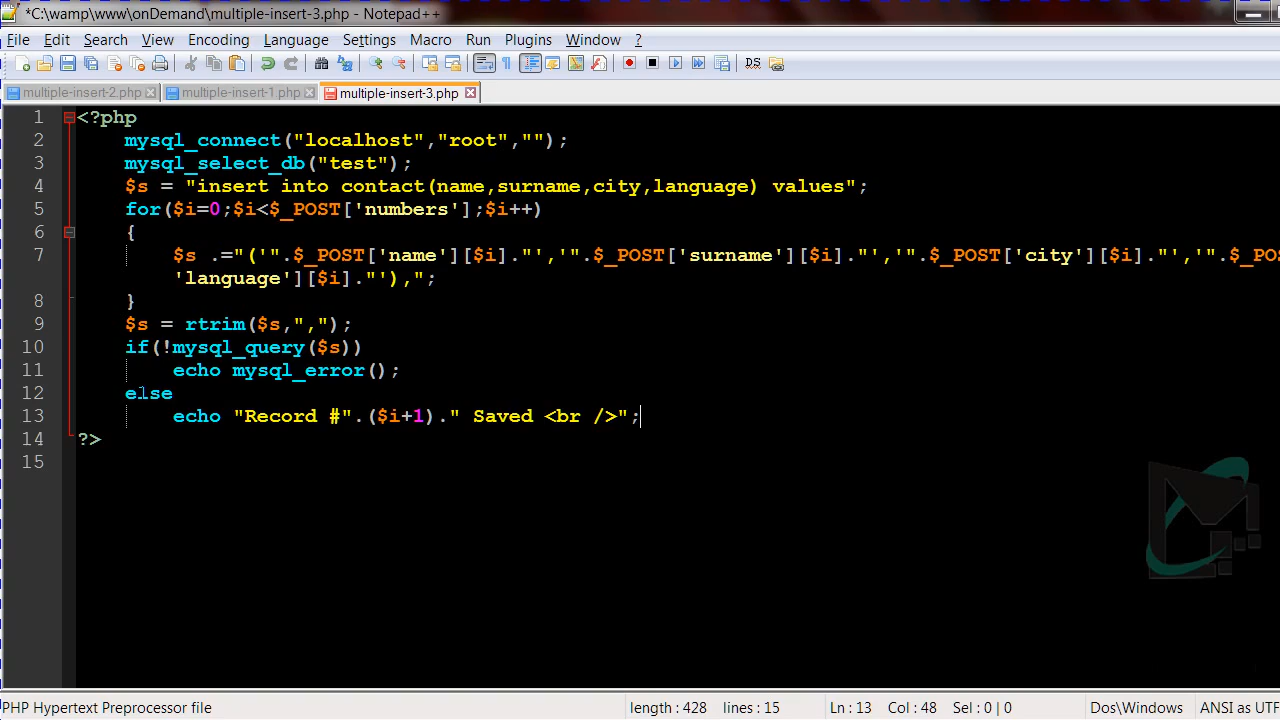 *C:\wamp\www\onDemand\multiple-insert-3.php - Notepad++
File Edit Search View Encoding Language Settings Macro Run Plugins Window ?
multiple-insert-2.php multiple-insert-1.php multiple-insert-3.php
1 <?php
2 mysql_connect("localhost","root","");
3 mysql_select_db("test");
4 $s = "insert into contact(name,surname,city,language) values";
5 for($i=0;$i<$_POST['numbers'];$i++)
6 {
7 $s .="('".$_POST['name'][$i]."','".$_POST['surname'][$i]."','".$_POST['city'][$i]."','".$_POS
'language'][$i]."'),";
8 }
9 $s = rtrim($s,",");
10 if(!mysql_query($s))
11 echo mysql_error();
12 else
13 echo "Record #".($i+1)." Saved <br />";
14 ?>
15
PHP Hypertext Preprocessor file length : 428 lines : 15 Ln : 13 Col : 48 Sel : 0 | 0 Dos\Windows ANSI as UTF